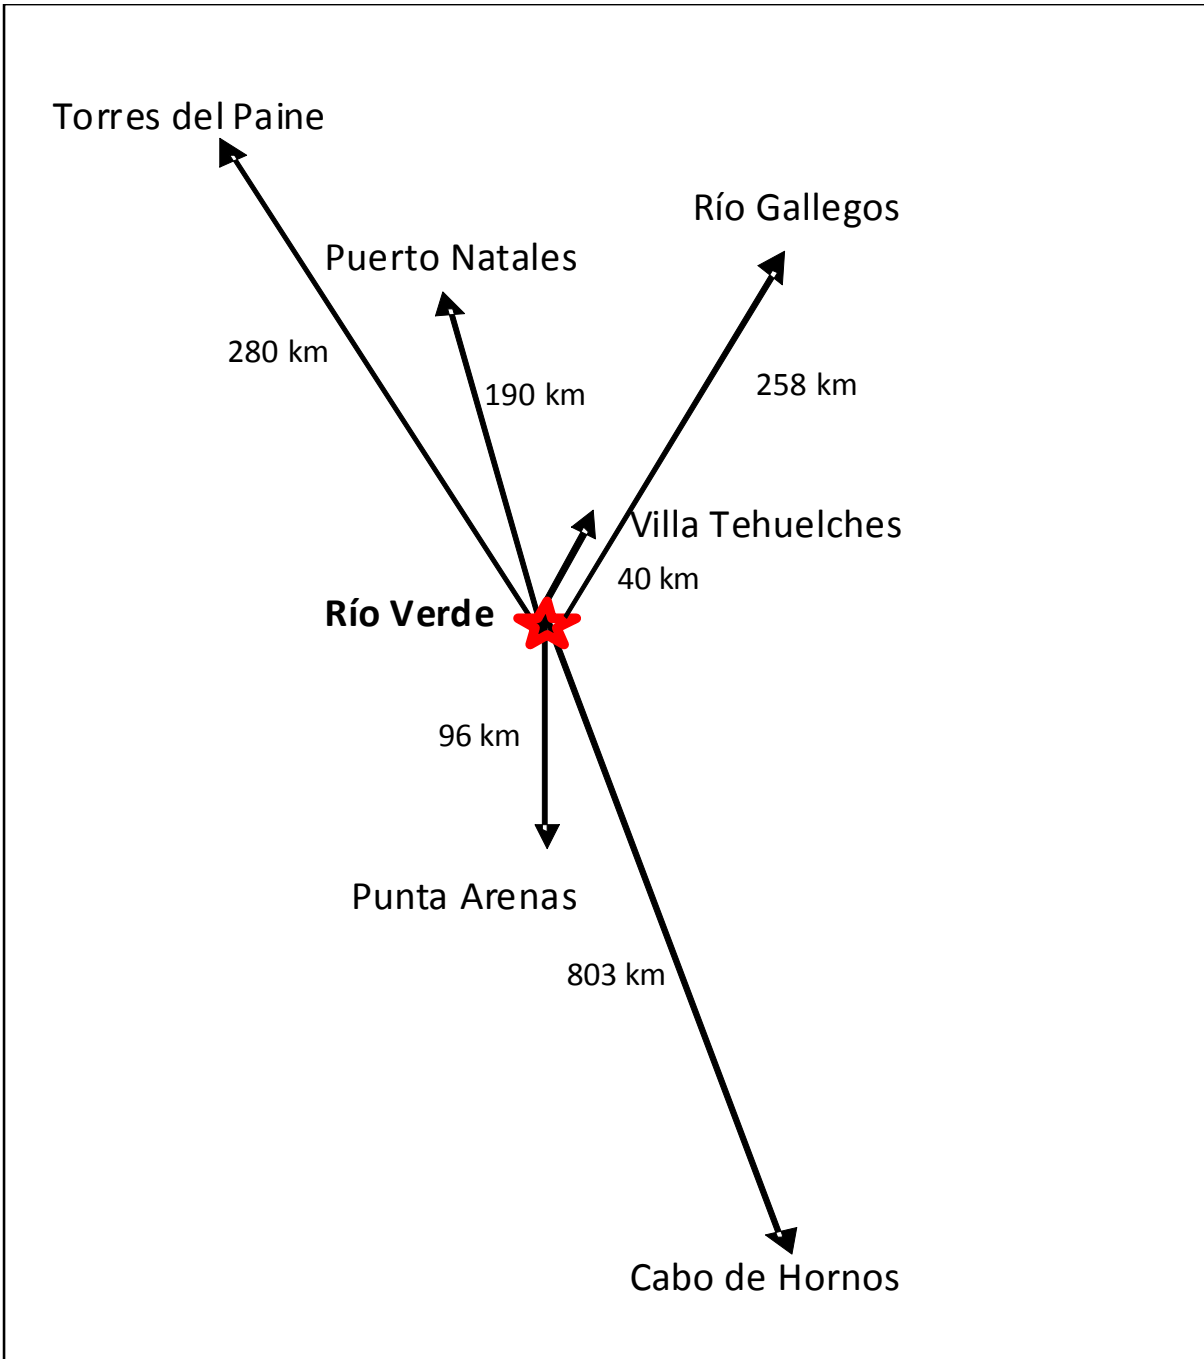 Torres del Paine
Río Gallegos
Puerto Natales
280 km
190 km
258 km
Villa Tehuelches
40 km
Río Verde
96 km
Punta Arenas
803 km
Cabo de Hornos